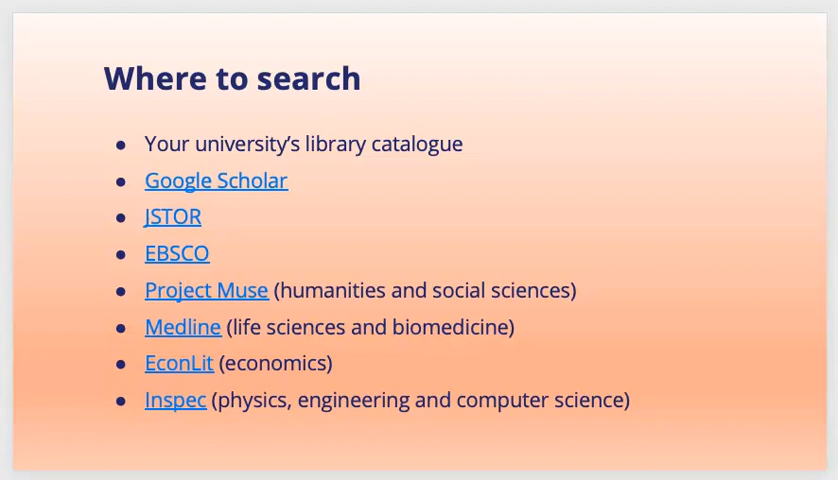 Where to search
● Your university’s library catalogue
● Google Scholar
● JSTOR
● EBSCO
● Project Muse (humanities and social sciences)
● Medline (life sciences and biomedicine)
● EconLit (economics)
● Inspec (physics, engineering and computer science)